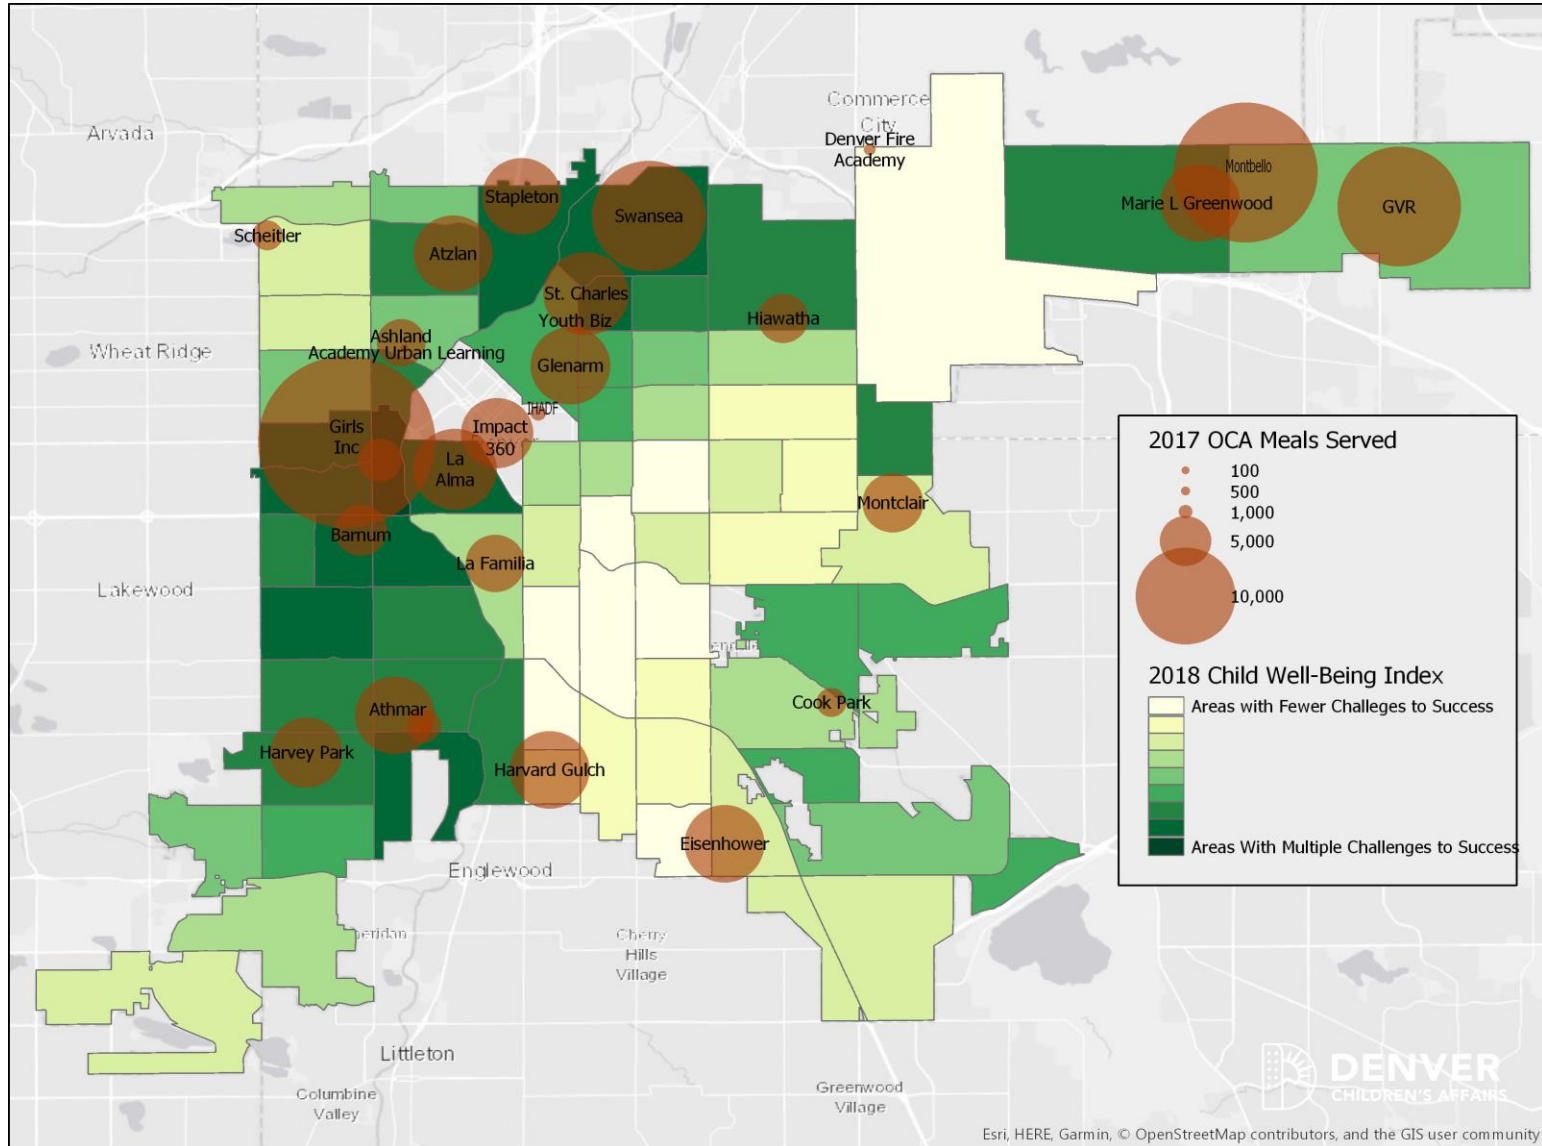 Commerce
City
Arvada
Denver Fire
Academy
Montbello
Stapleton
Marie L Greenwood
GVR
Swansea
Scheitler
Atzlan
St. Charles
Youth Biz
Hiawatha
Ashland
Academy Urban Learning
Wheat Ridge
Glenarm
IHADF
Girls
Inc
Impact
360
La
Alma
Montclair
Barnum
La Familia
Lakewood
Cook Park
Athmar
Harvey Park
Harvard Gulch
Eisenhower
Englewood
Cherry
Hills
Village
Littleton
Columbine
Valley
Greenwood
Village
2017 OCA Meals Served
100
500
1,000
5,000
10,000
2018 Child Well-Being Index
Areas with Fewer Challeges to Success
Areas With Multiple Challenges to Success
DENVER
CHILDREN'S AFFAIRS
Esri, HERE, Garmin, © OpenStreetMap contributors, and the GIS user community